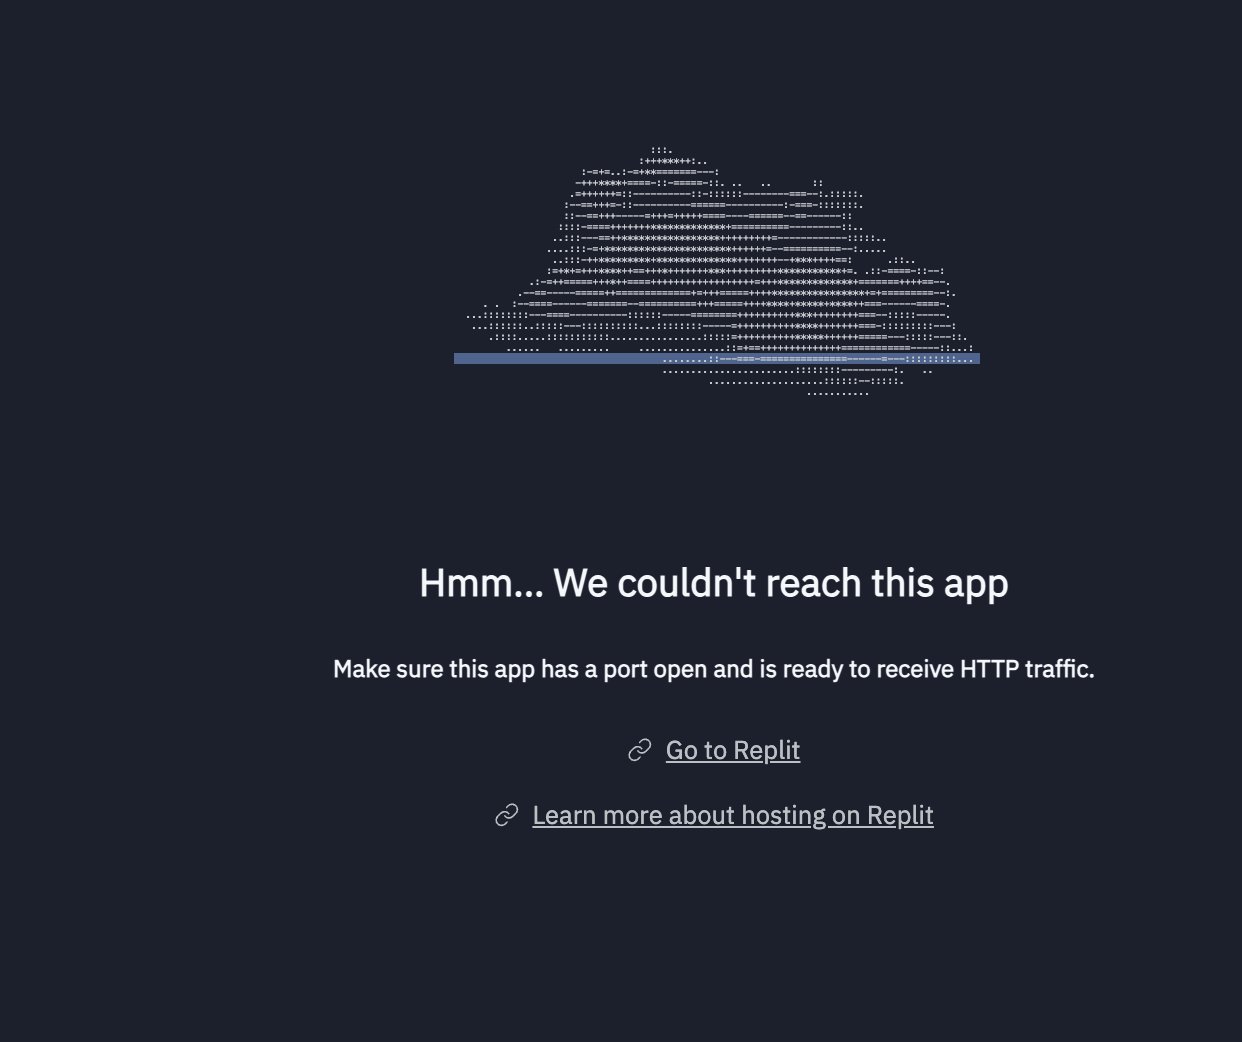 Hmm... We couldn't reach this app
Make sure this app has a port open and is ready to receive HTTP traffic.
Go to Replit
Learn more about hosting on Replit